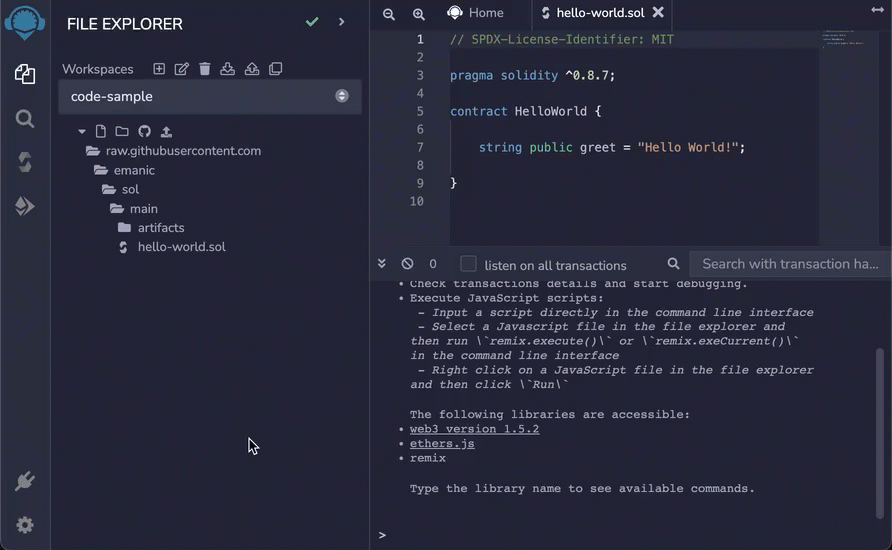 FILE EXPLORER
Workspaces
code-sample
raw.githubusercontent.com
emanic
sol
main
artifacts
hello-world.sol
Home
hello-world.sol
1 // SPDX-License-Identifier: MIT
2
3 pragma solidity ^0.8.7;
4
5 contract HelloWorld {
6
7 string public greet = "Hello World!";
8
9 }
10
0
listen on all transactions
Search with transaction ha...
• Check transactions details and start debugging.
• Execute JavaScript scripts:
- Input a script directly in the command line interface
- Select a Javascript file in the file explorer and
then run \`remix.execute()\` or \`remix.exeCurrent()\`
in the command line interface
- Right click on a JavaScript file in the file explorer
and then click \`Run\`
The following libraries are accessible:
• web3 version 1.5.2
• ethers.js
• remix
Type the library name to see available commands.
>